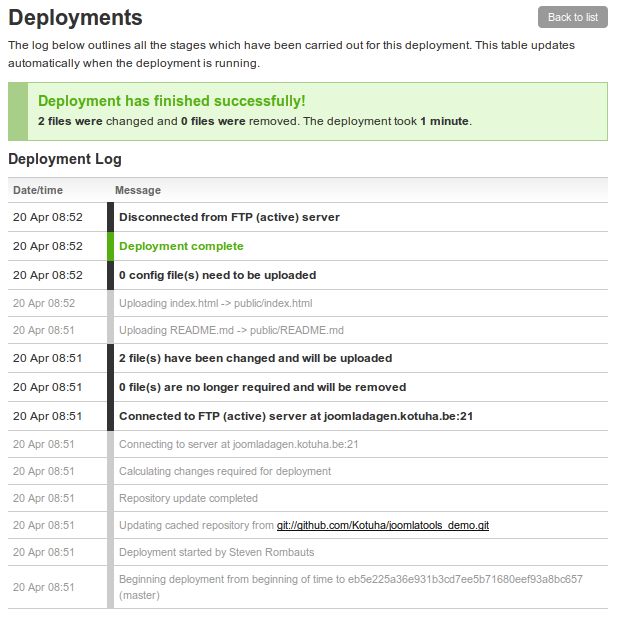 Deployments
Back to list
The log below outlines all the stages which have been carried out for this deployment. This table updates
automatically when the deployment is running.
Deployment has finished successfully!
2 files were changed and 0 files were removed. The deployment took 1 minute.
Deployment Log
Date/time Message
20 Apr 08:52 Disconnected from FTP (active) server
20 Apr 08:52 Deployment complete
20 Apr 08:52 0 config file(s) need to be uploaded
20 Apr 08:52 Uploading index.html -> public/index.html
20 Apr 08:51 Uploading README.md -> public/README.md
20 Apr 08:51 2 file(s) have been changed and will be uploaded
20 Apr 08:51 0 file(s) are no longer required and will be removed
20 Apr 08:51 Connected to FTP (active) server at joomladagen.kotuha.be:21
20 Apr 08:51 Connecting to server at joomladagen.kotuha.be:21
20 Apr 08:51 Calculating changes required for deployment
20 Apr 08:51 Repository update completed
20 Apr 08:51 Updating cached repository from git://github.com/Kotuha/joomlatools_demo.git
20 Apr 08:51 Deployment started by Steven Rombauts
20 Apr 08:51 Beginning deployment from beginning of time to eb5e225a36e931b3cd7ee5b71680eef93a8bc657
(master)